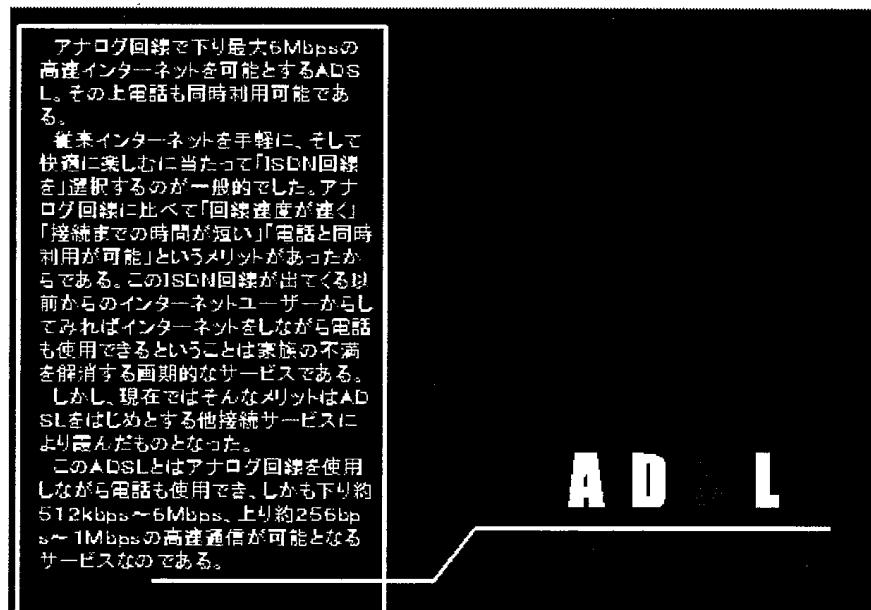 アナログ回線で下り最大6Mbpsの
高速インターネットを可能とするADS
L。その上電話も同時利用可能であ
る。
従来インターネットを手軽に、そして
快適に楽しむに当たって「ISDN回線
を」選択するのが一般的でした。アナ
ログ回線に比べて「回線速度が速く」
「接続までの時間が短い」「電話と同時
利用が可能」というメリットがあったか
らである。このISDN回線が出てくる以
前からのインターネットユーザーからし
てみればインターネットをしながら電話
も使用できるということは家族の不満
を解消する画期的なサービスである。
しかし、現在ではそんなメリットはAD
SLをはじめとする他接続サービスに
より霞んだものとなった。
このADSLとはアナログ回線を使用
しながら電話も使用でき、しかも下り約
512kbps～6Mbps、上り約256bp
s～1Mbpsの高速通信が可能となる
サービスなのである。
ADSL